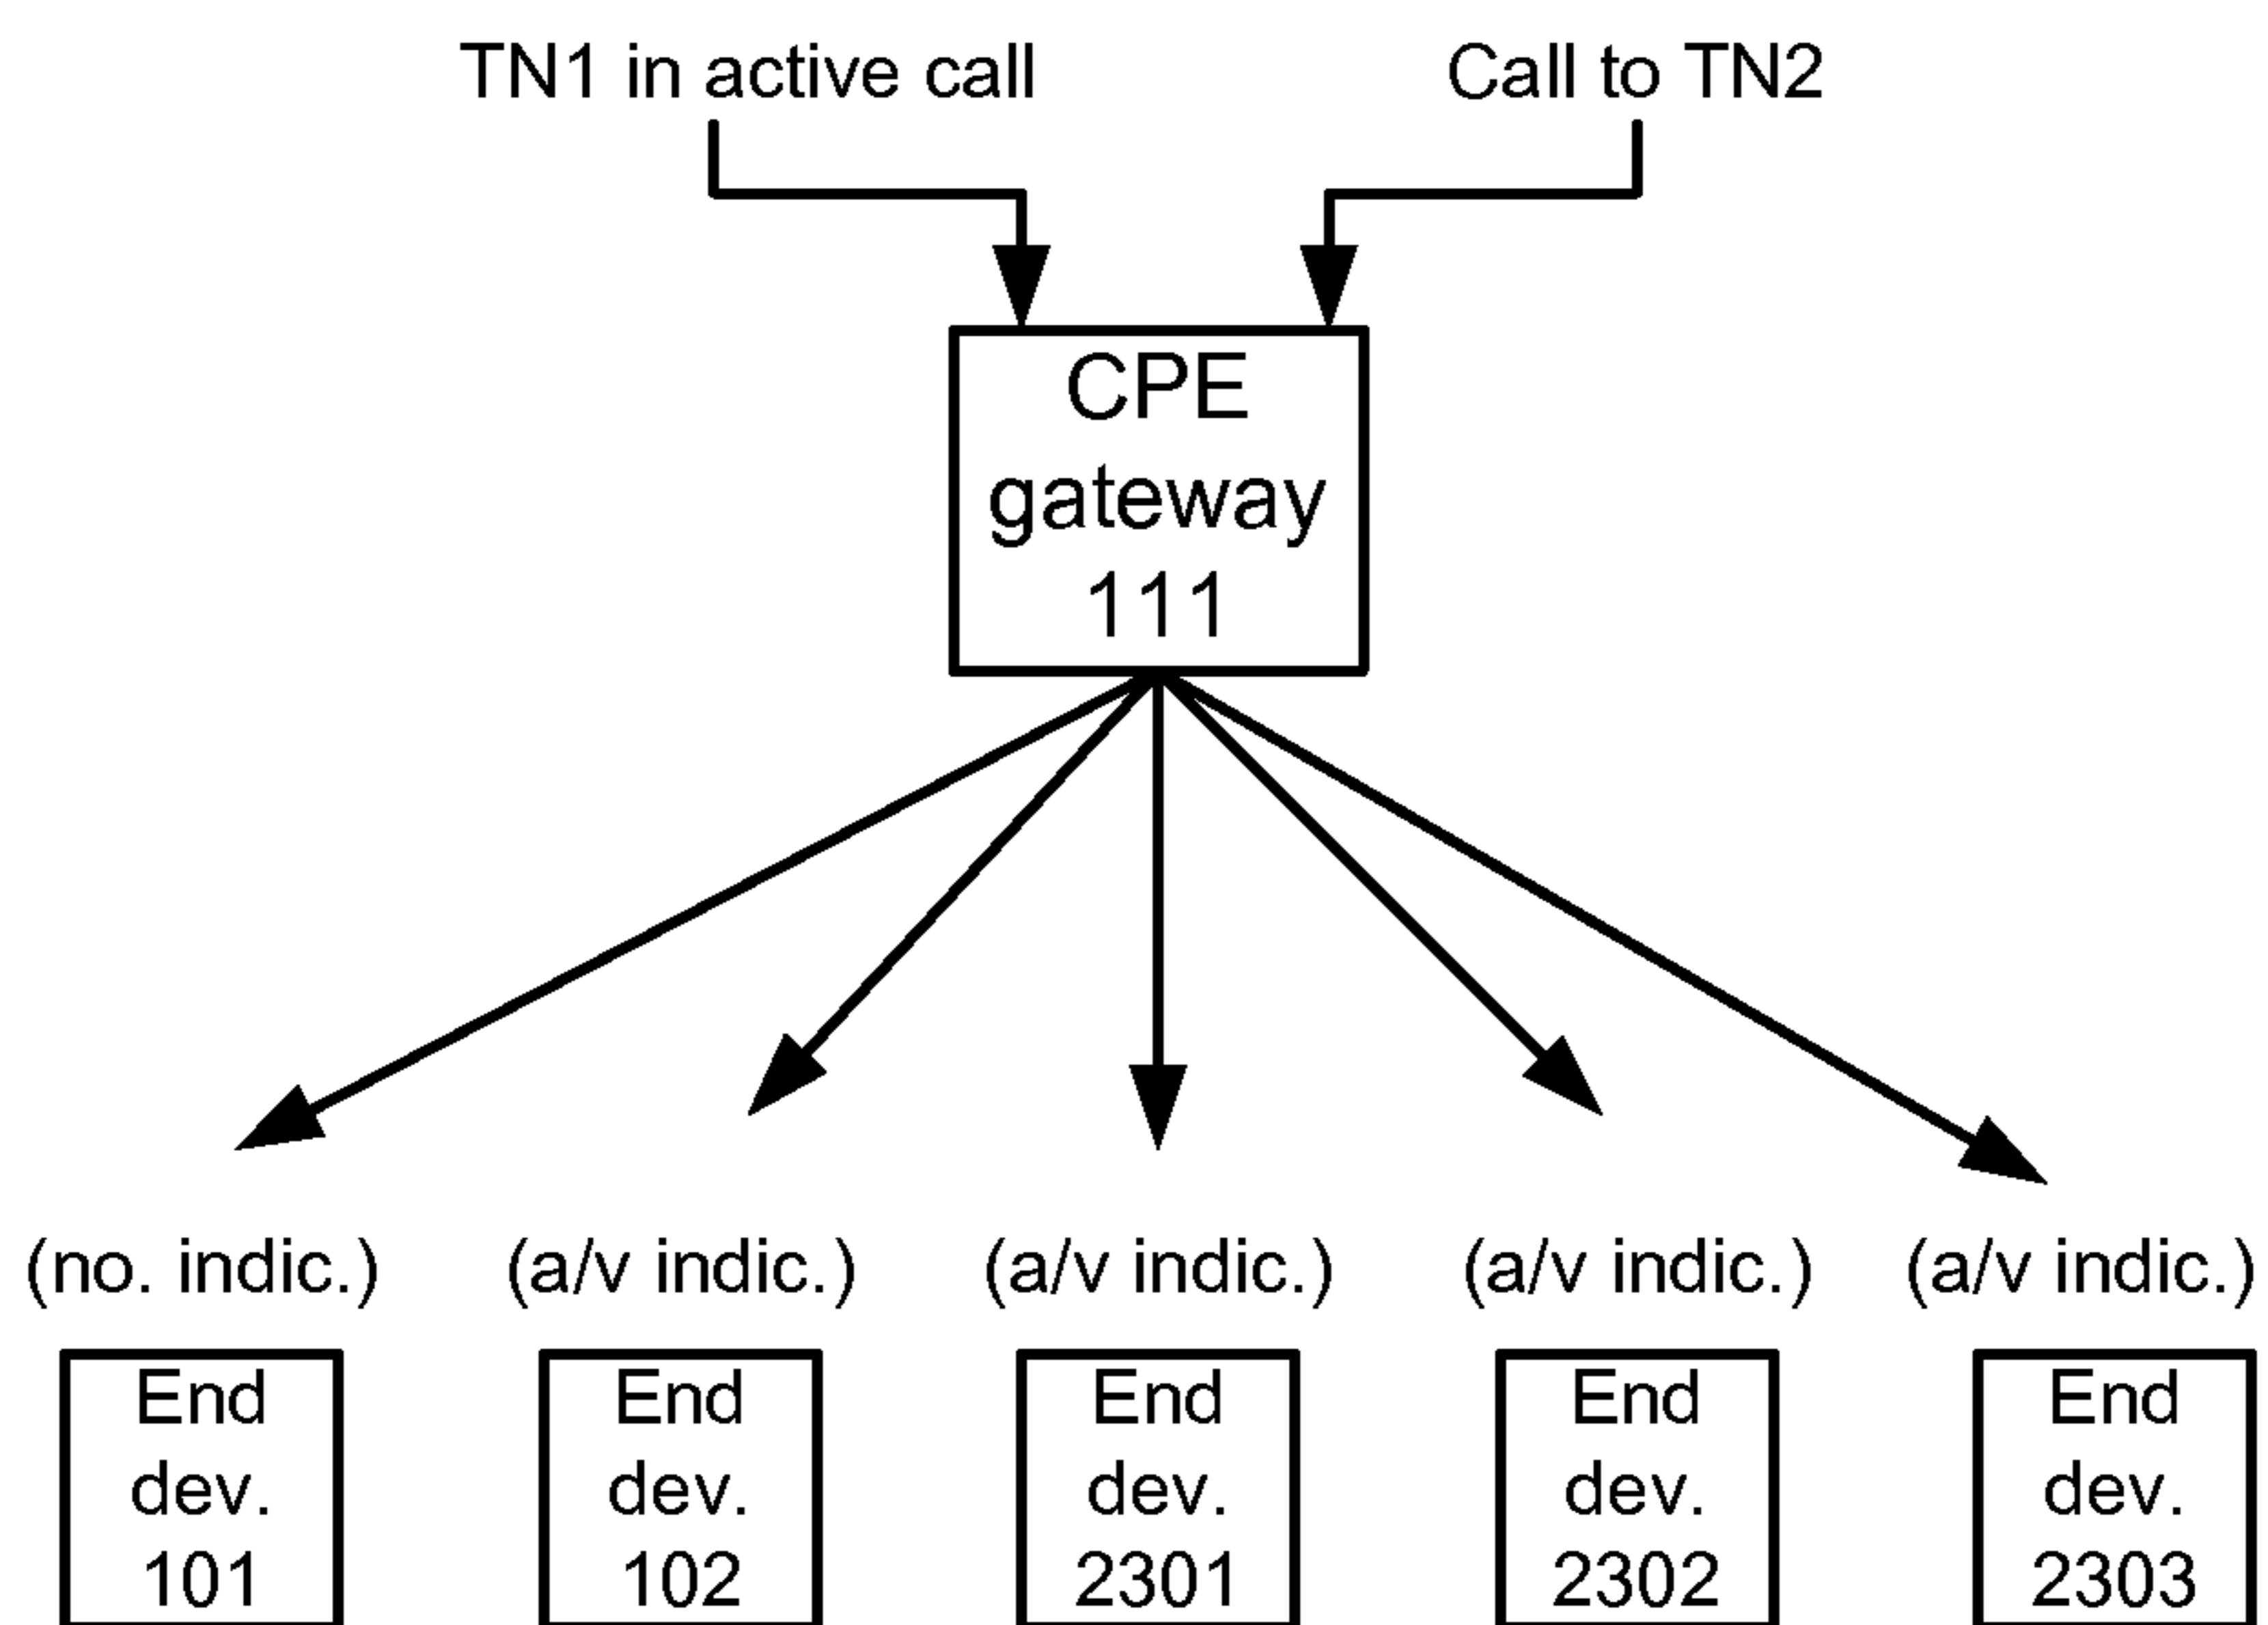 TN1 in active call
Call to TN2
CPE
gateway
111
(no. indic.)
(a/v indic.)
(a/v indic.)
(a/v indic.)
(a/v indic.)
End
dev.
101
End
dev.
102
End
dev.
2301
End
dev.
2302
End
dev.
2303